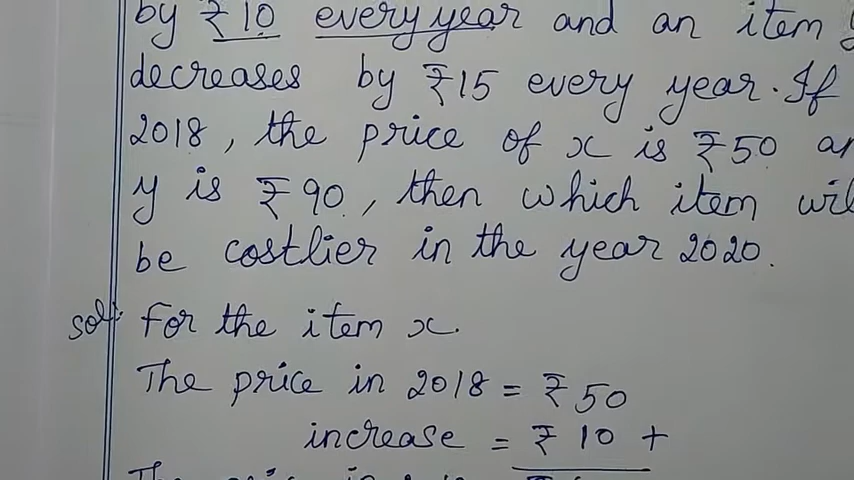 by ₹10 every year and an item
decreases by ₹15 every year. If
2018, the price of x is ₹50
y is ₹90, then which item
be costlier in the year 2020.
Sol: For the item x.
The price in 2018 = ₹50
increase = ₹10 +